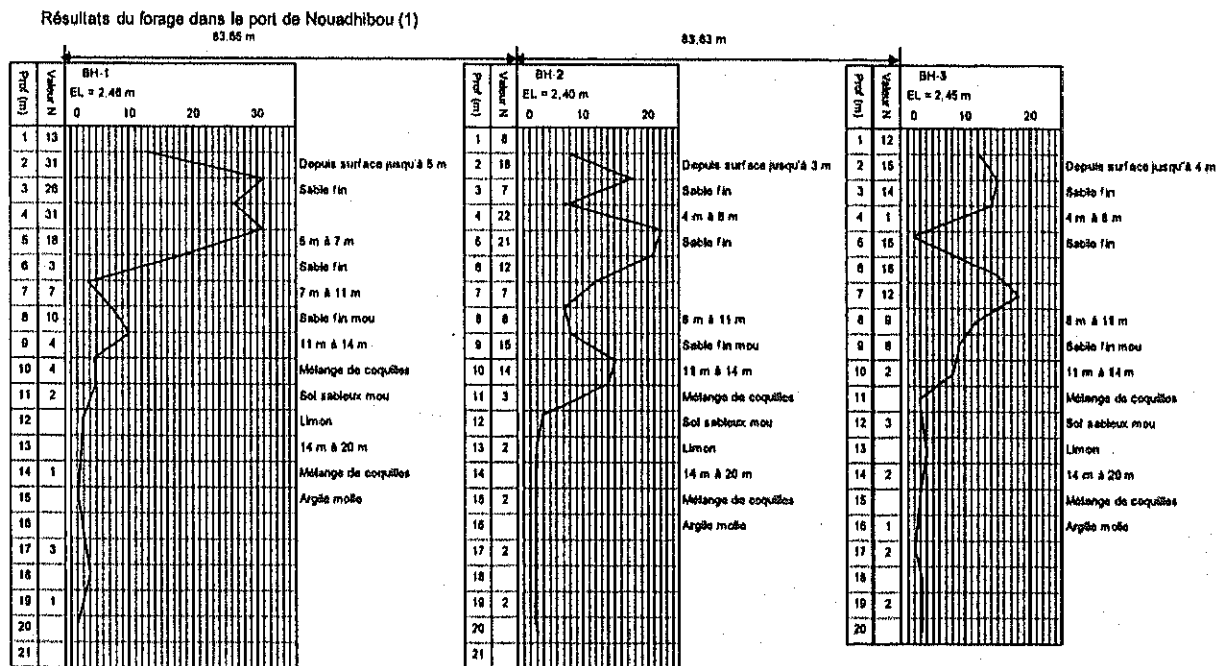 Résultats du forage dans le port de Nouadhibou (1)
83,66 m
83,63 m
Prof (m) Valeur N
BH-1
EL = 2,46 m
0 10 20 30
1 13
2 31 Depuis surface jusqu'à 5 m
3 26 Sable fin
4 31
5 18 5 m à 7 m
6 3 Sable fin
7 7 7 m à 11 m
8 10 Sable fin mou
9 4 11 m à 14 m
10 4 Mélange de coquilles
11 2 Sol sableux mou
12 Limon
13 14 m à 20 m
14 1 Mélange de coquilles
15 Argile molle
16
17 3
18
19 1
20
21
Prof (m) Valeur N
BH-2
EL = 2,40 m
0 10 20
1 8
2 18 Depuis surface jusqu'à 3 m
3 7 Sable fin
4 22 4 m à 8 m
5 21 Sable fin
6 12
7 7
8 8 8 m à 11 m
9 15 Sable fin mou
10 14 11 m à 14 m
11 3 Mélange de coquilles
12 Sol sableux mou
13 2 Limon
14 14 m à 20 m
15 2 Mélange de coquilles
16 Argile molle
17 2
18
19 2
20
21
Prof (m) Valeur N
BH-3
EL = 2,45 m
0 10 20
1 12
2 15 Depuis surface jusqu'à 4 m
3 14 Sable fin
4 1 4 m à 8 m
5 Sable fin
6
7 12
8 9 8 m à 11 m
9 8 Sable fin mou
10 2 11 m à 14 m
11 Mélange de coquilles
12 3 Sol sableux mou
13 Limon
14 2 14 m à 20 m
15 Mélange de coquilles
16 1 Argile molle
17 2
18
19 2
20